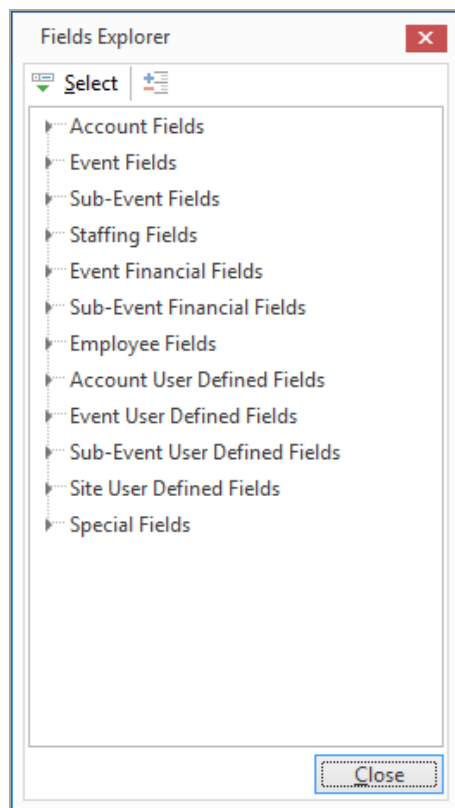 Fields Explorer
Select
Account Fields
Event Fields
Sub-Event Fields
Staffing Fields
Event Financial Fields
Sub-Event Financial Fields
Employee Fields
Account User Defined Fields
Event User Defined Fields
Sub-Event User Defined Fields
Site User Defined Fields
Special Fields
Close